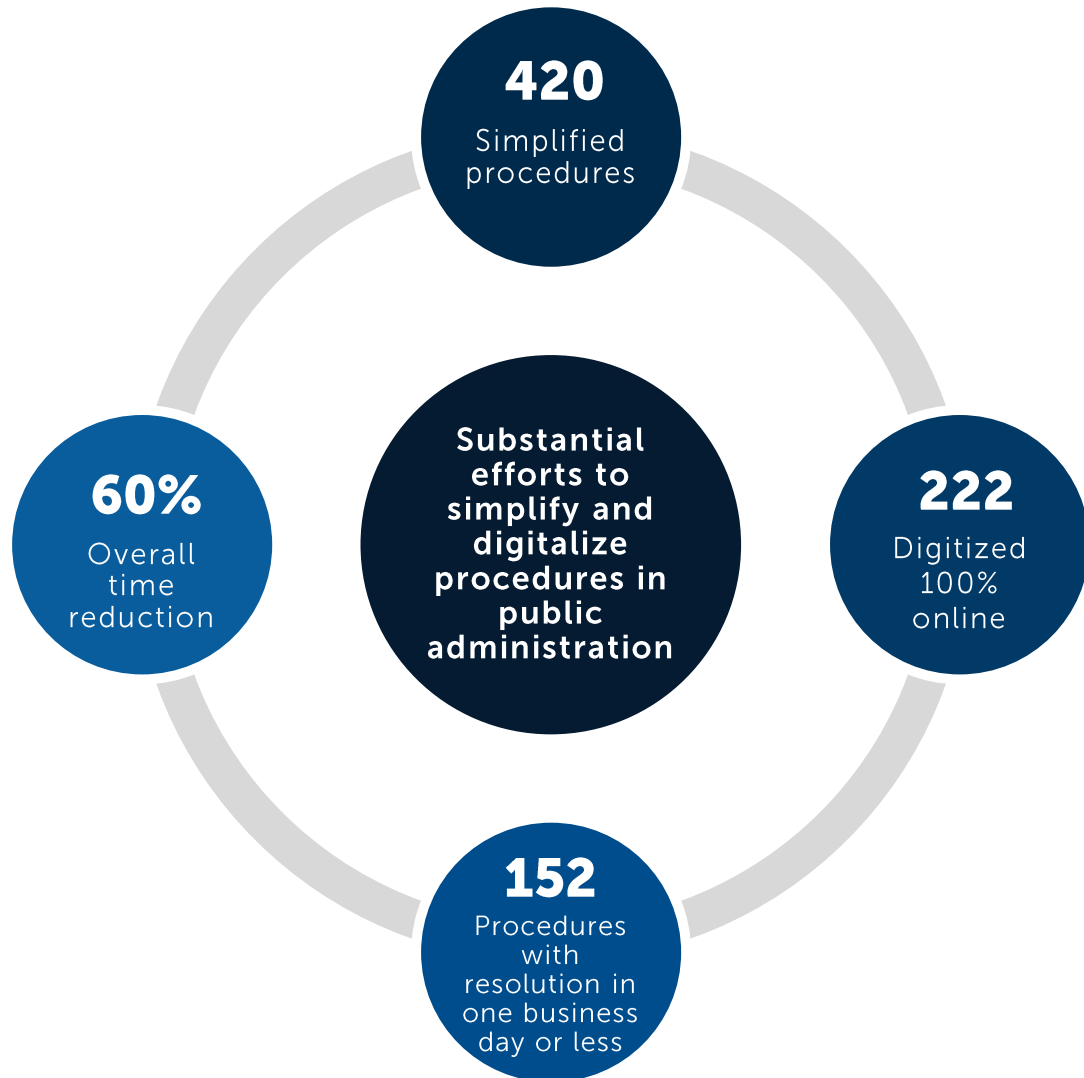 420
Simplified
procedures
60%
Overall
time
reduction
Substantial
efforts to
simplify and
digitalize
procedures in
public
administration
222
Digitized
100%
online
152
Procedures
with
resolution in
one business
day or less